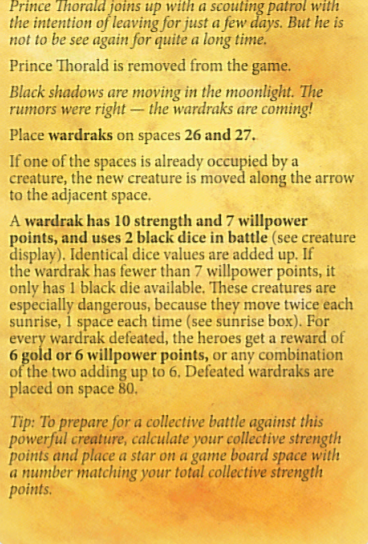 Prince Thorald joins up with a scouting patrol with
the intention of leaving for just a few days. But he is
not to be see again for quite a long time.
Prince Thorald is removed from the game.
Black shadows are moving in the moonlight. The
rumors were right — the wardraks are coming!
Place wardraks on spaces 26 and 27.
If one of the spaces is already occupied by a
creature, the new creature is moved along the arrow
to the adjacent space.
A wardrak has 10 strength and 7 willpower
points, and uses 2 black dice in battle (see creature
display). Identical dice values are added up. If
the wardrak has fewer than 7 willpower points, it
only has 1 black die available. These creatures are
especially dangerous, because they move twice each
sunrise, 1 space each time (see sunrise box). For
every wardrak defeated, the heroes get a reward of
6 gold or 6 willpower points, or any combination
of the two adding up to 6. Defeated wardraks are
placed on space 80.
Tip: To prepare for a collective battle against this
powerful creature, calculate your collective strength
points and place a star on a game board space with
a number matching your total collective strength
points.